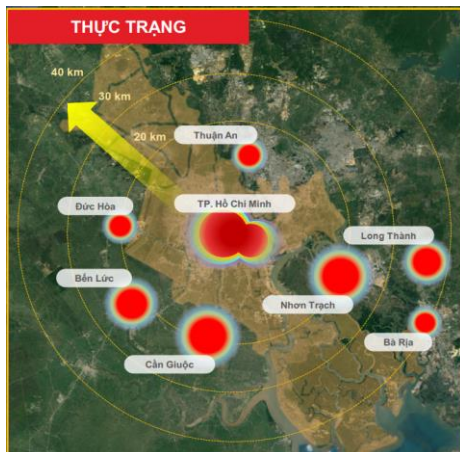 THỰC TRẠNG
40 km
30 km
20 km
Thuận An
Đức Hòa
TP. Hồ Chí Minh
Long Thành
Bến Lức
Nhơn Trạch
Bà Rịa
Cần Giuộc